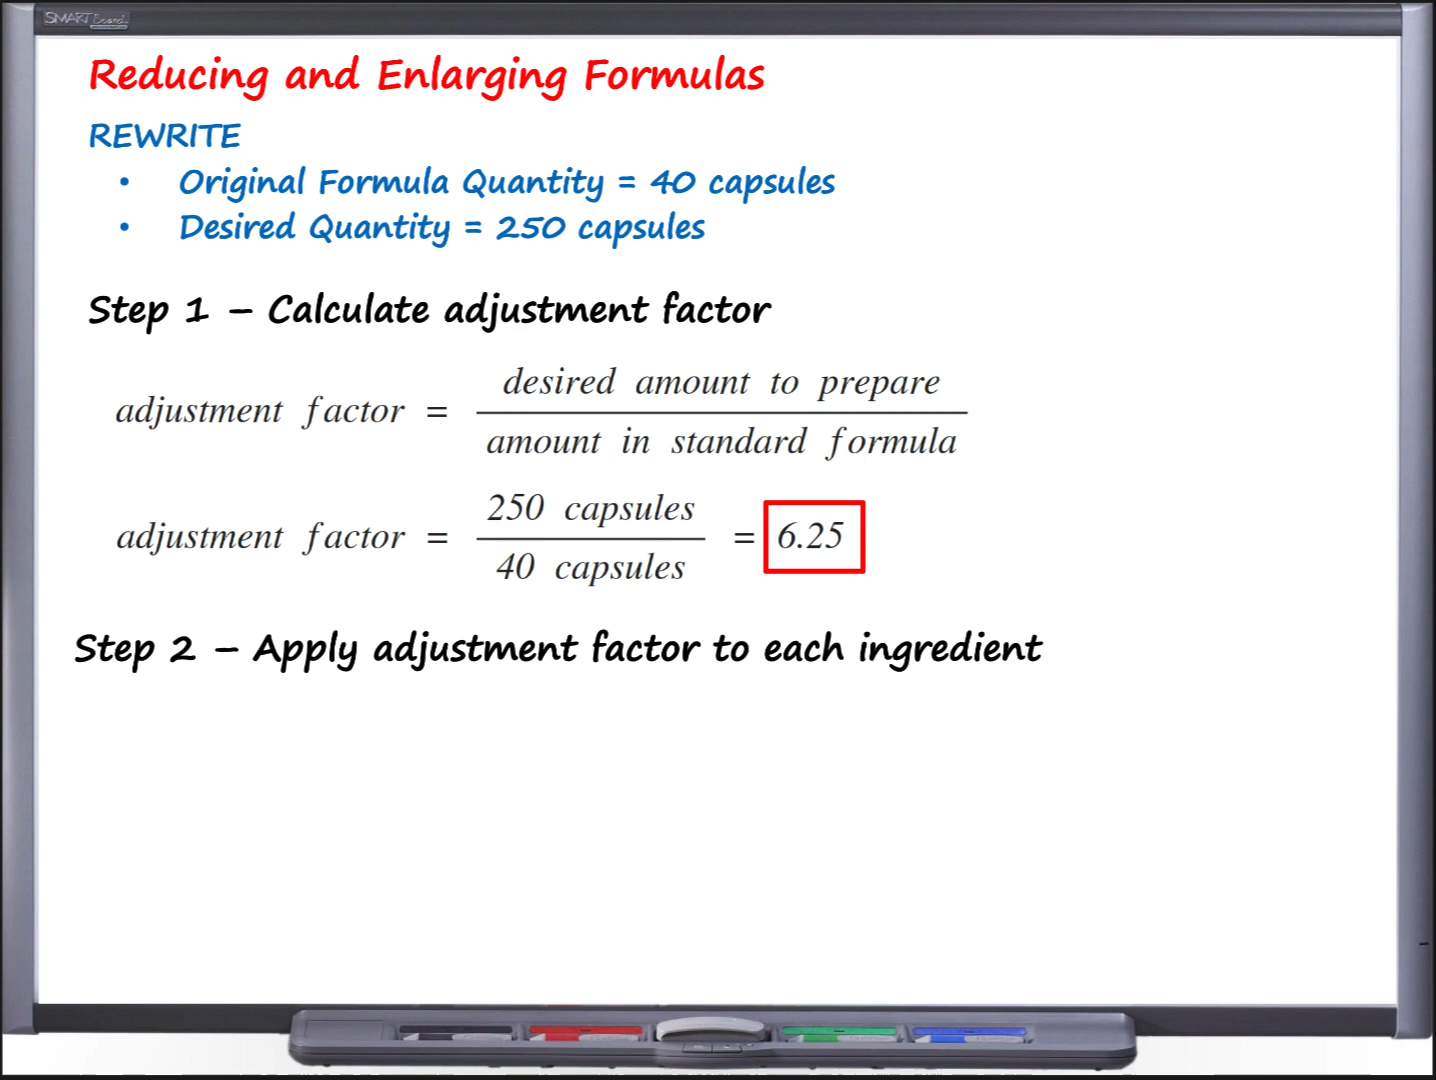 SMART Board
Reducing and Enlarging Formulas
REWRITE
• Original Formula Quantity = 40 capsules
• Desired Quantity = 250 capsules
Step 1 – Calculate adjustment factor
adjustment factor = desired amount to prepare / amount in standard formula
adjustment factor = 250 capsules / 40 capsules = 6.25
Step 2 – Apply adjustment factor to each ingredient